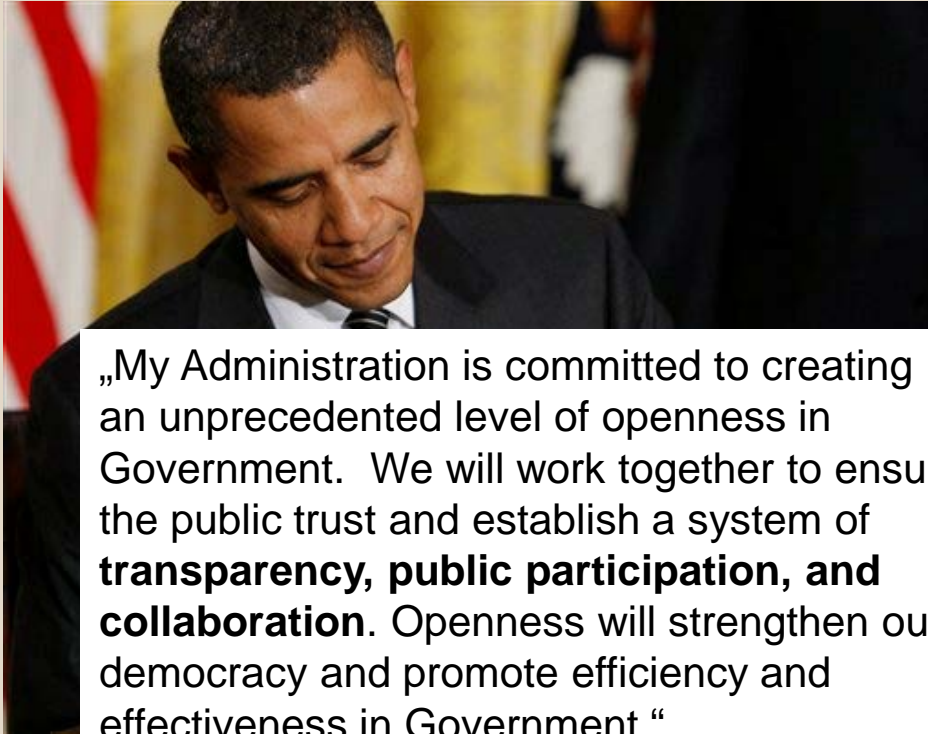 „My Administration is committed to creating
an unprecedented level of openness in
Government.  We will work together to ensu
the public trust and establish a system of
transparency, public participation, and
collaboration. Openness will strengthen ou
democracy and promote efficiency and
effectiveness in Government.“